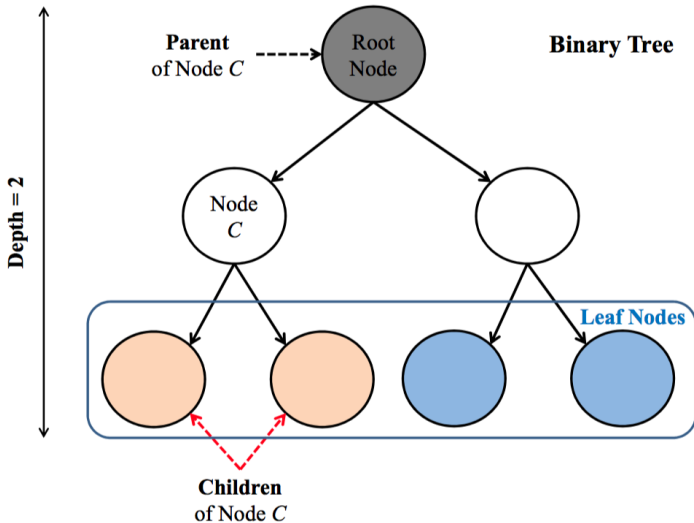 Parent
of Node C
Root
Node
Binary Tree
Depth = 2
Node
C
Leaf Nodes
Children
of Node C